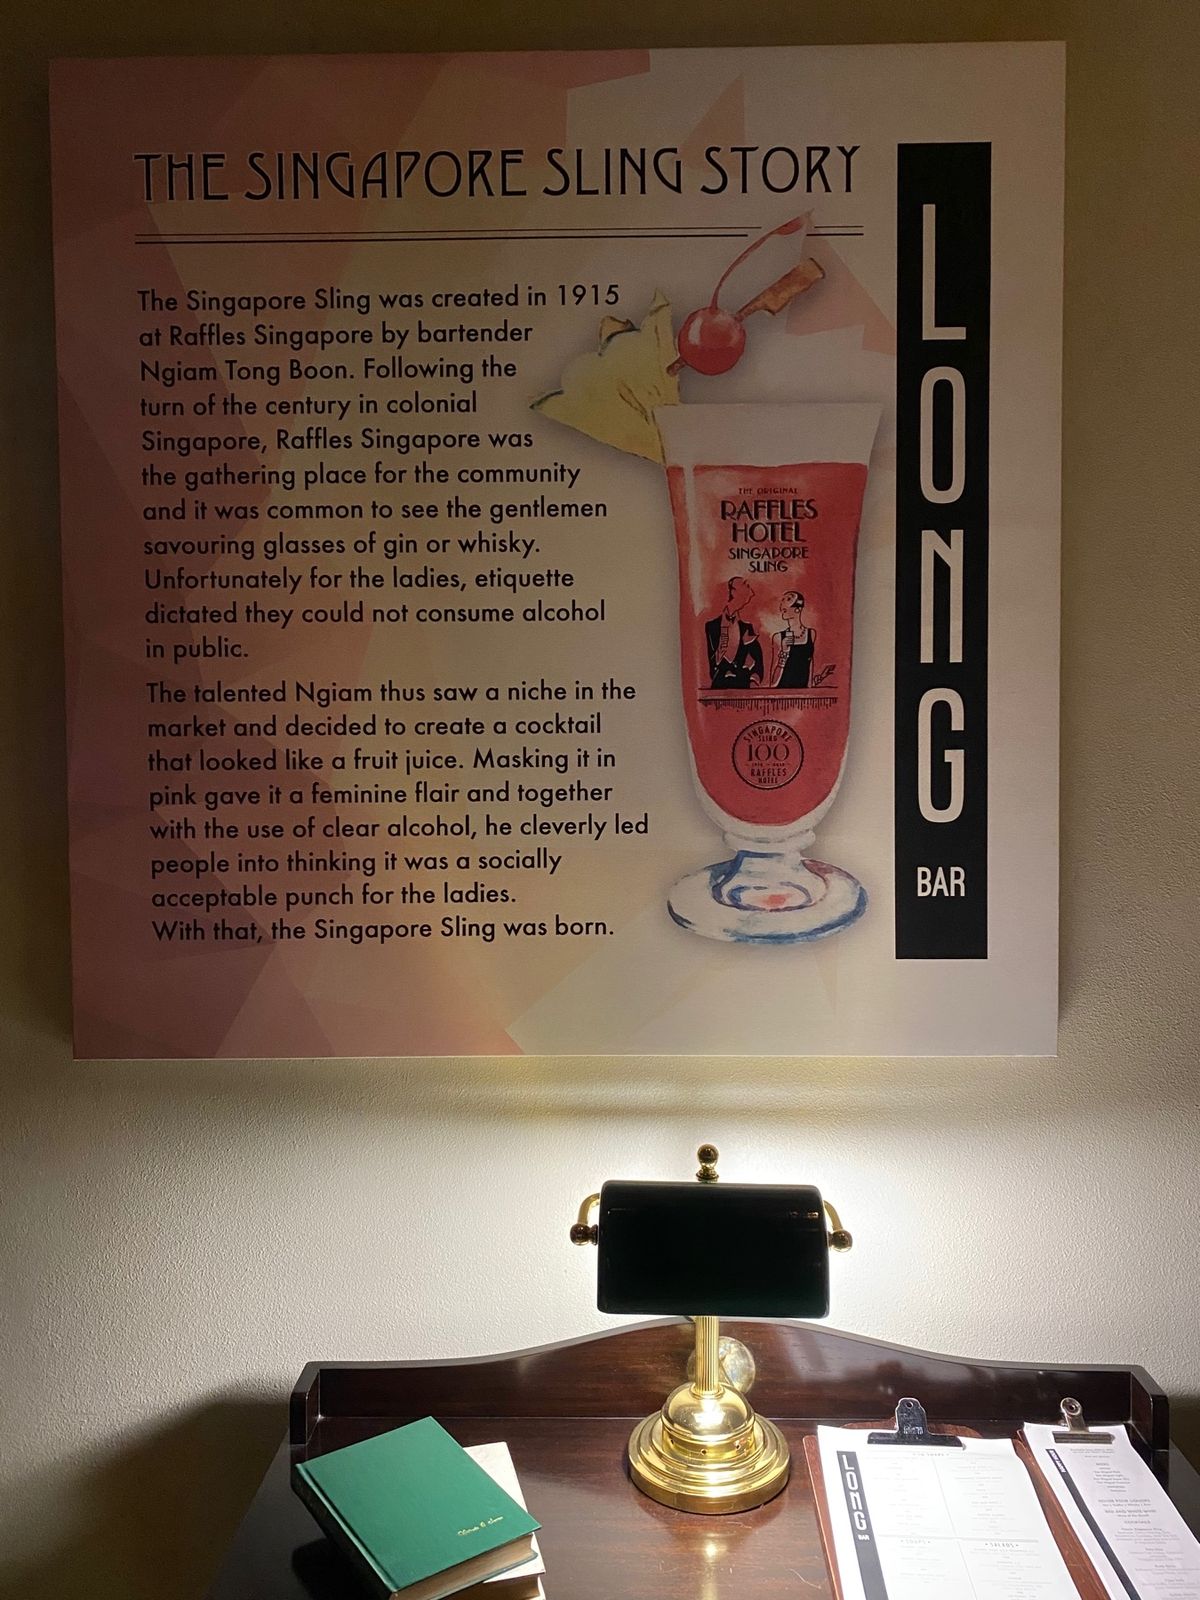 THE SINGAPORE SLING STORY
The Singapore Sling was created in 1915
at Raffles Singapore by bartender
Ngiam Tong Boon. Following the
turn of the century in colonial
Singapore, Raffles Singapore was
the gathering place for the community
and it was common to see the gentlemen
savouring glasses of gin or whisky.
Unfortunately for the ladies, etiquette
dictated they could not consume alcohol
in public.
The talented Ngiam thus saw a niche in the
market and decided to create a cocktail
that looked like a fruit juice. Masking it in
pink gave it a feminine flair and together
with the use of clear alcohol, he cleverly led
people into thinking it was a socially
acceptable punch for the ladies.
With that, the Singapore Sling was born.
THE ORIGINAL
RAFFLES
HOTEL
SINGAPORE
SLING
SINGAPORE
SLING
100
RAFFLES
HOTEL
LONG
BAR
LONG
BAR
SOUPS
SALADS